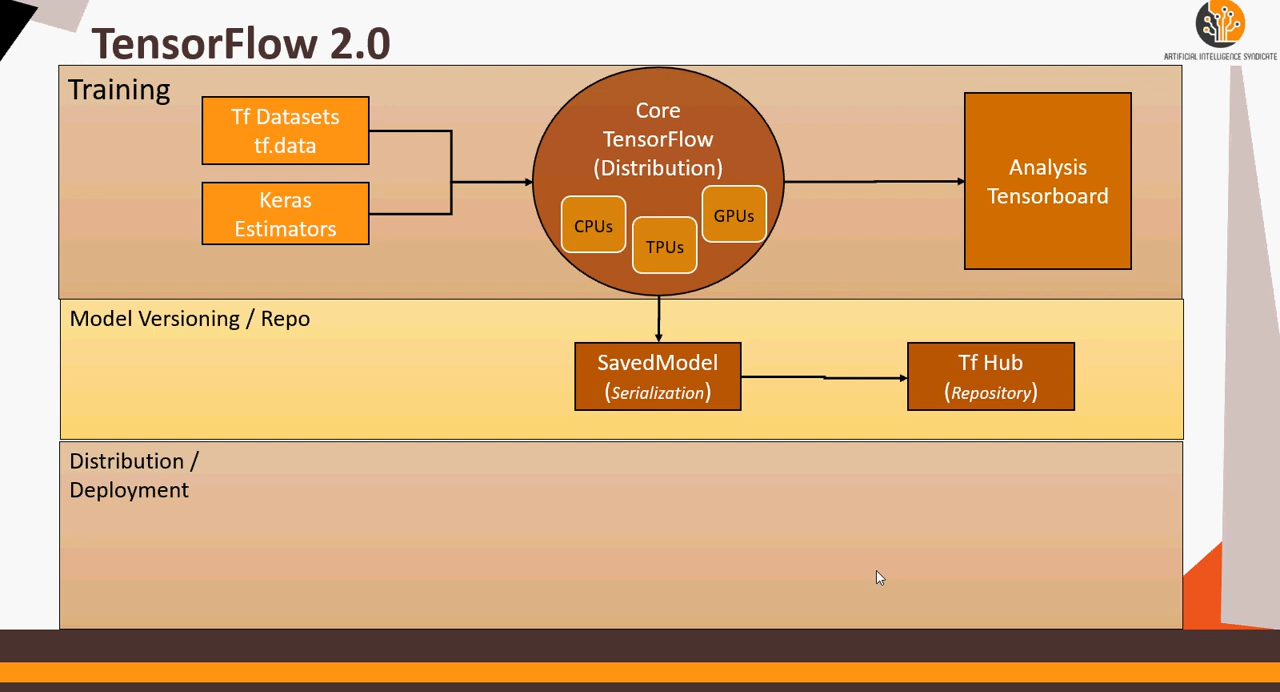 TensorFlow 2.0
ARTIFICIAL INTELLIGENCE SYNDICATE
Training
Tf Datasets
tf.data
Keras
Estimators
Core
TensorFlow
(Distribution)
CPUs
TPUs
GPUs
Analysis
Tensorboard
Model Versioning / Repo
SavedModel
(Serialization)
Tf Hub
(Repository)
Distribution /
Deployment